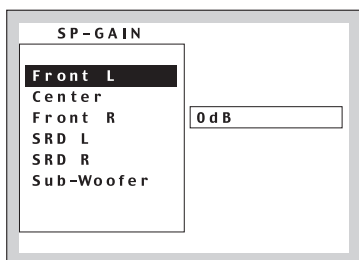 SP-GAIN
Front L
Center
Front R
0dB
SRD L
SRD R
Sub-Woofer